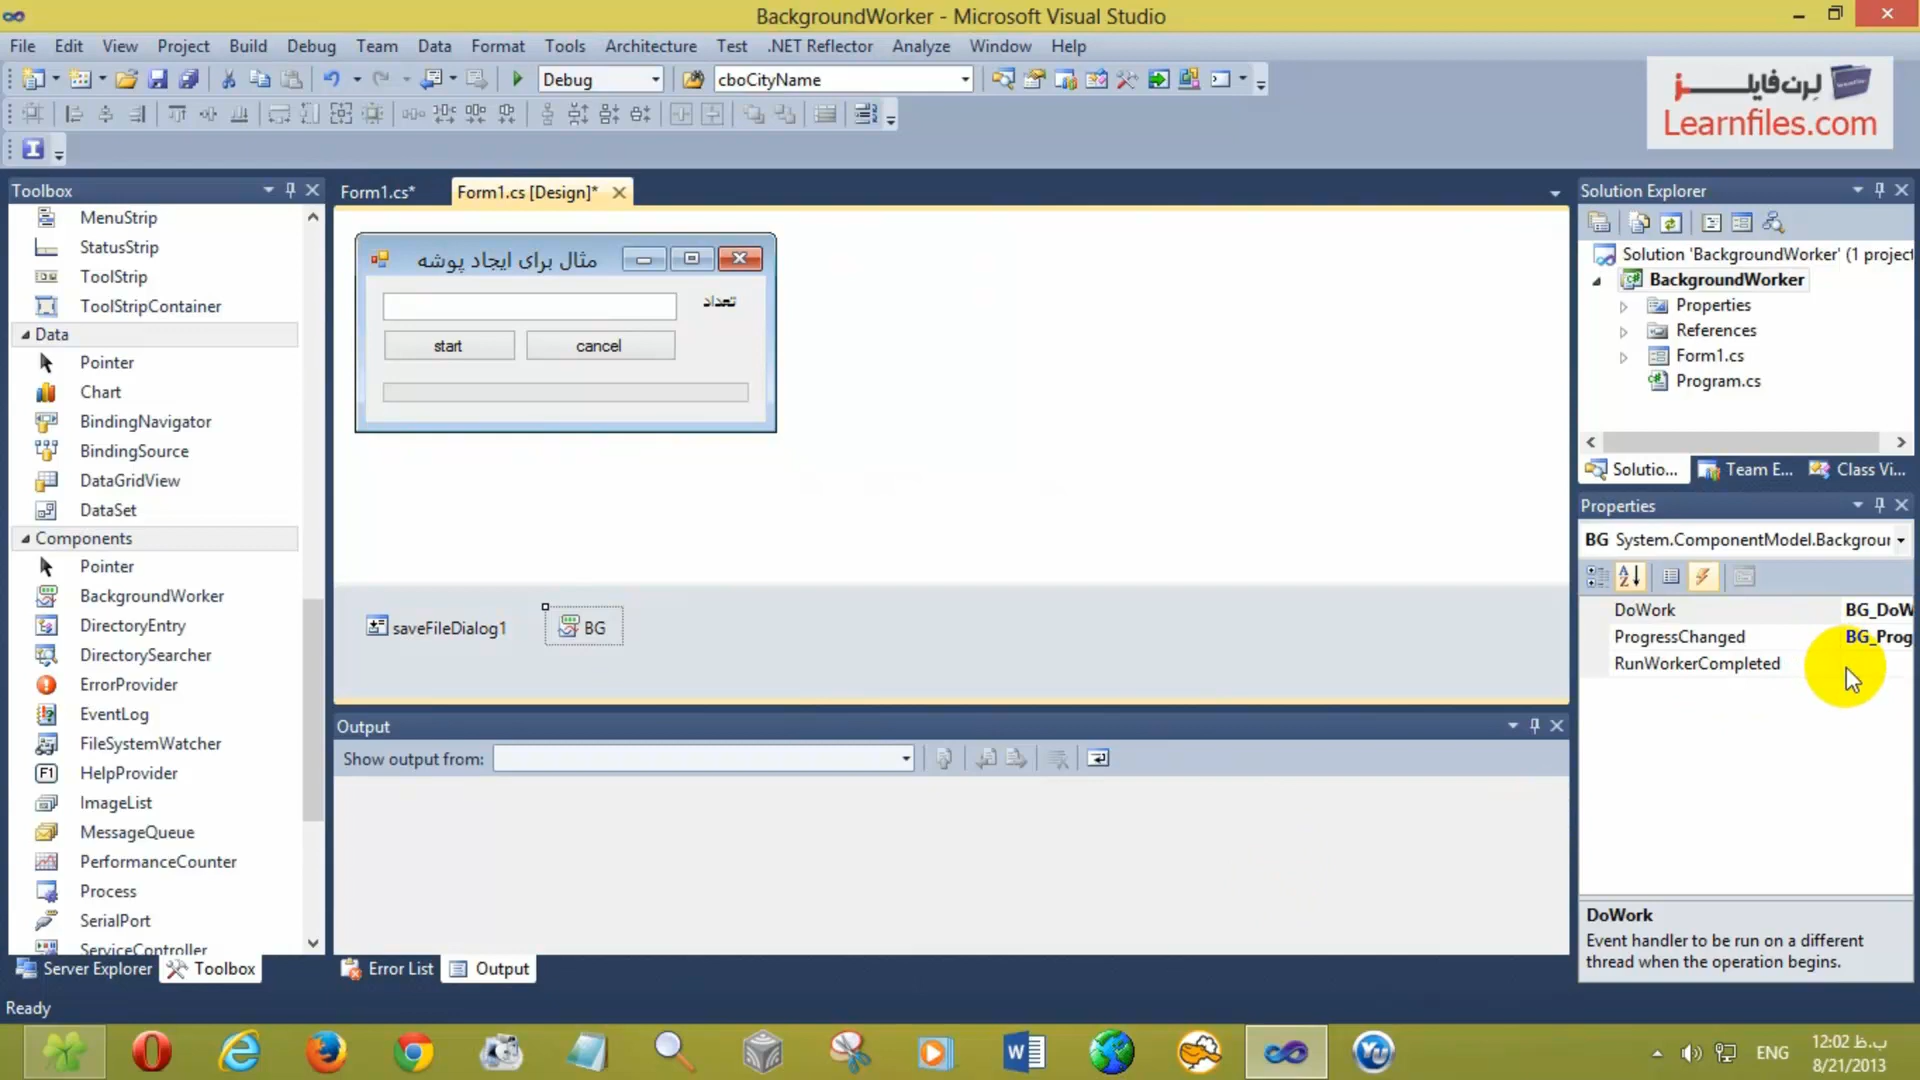 BackgroundWorker - Microsoft Visual Studio
File Edit View Project Build Debug Team Data Format Tools Architecture Test .NET Reflector Analyze Window Help
Debug cboCityName
لرن‌فایلز
Learnfiles.com
Toolbox
MenuStrip
StatusStrip
ToolStrip
ToolStripContainer
Data
Pointer
Chart
BindingNavigator
BindingSource
DataGridView
DataSet
Components
Pointer
BackgroundWorker
DirectoryEntry
DirectorySearcher
ErrorProvider
EventLog
FileSystemWatcher
HelpProvider
ImageList
MessageQueue
PerformanceCounter
Process
SerialPort
ServiceController
Server Explorer Toolbox
Form1.cs* Form1.cs [Design]*
مثال برای ایجاد پوشه
تعداد
start cancel
saveFileDialog1 BG
Output
Show output from:
Error List Output
Solution Explorer
Solution 'BackgroundWorker' (1 project
BackgroundWorker
Properties
References
Form1.cs
Program.cs
Solutio... Team E... Class Vi...
Properties
BG System.ComponentModel.Backgrour
DoWork BG_DoW
ProgressChanged BG_Prog
RunWorkerCompleted
DoWork
Event handler to be run on a different
thread when the operation begins.
Ready
ENG
12:02 ب.ظ
8/21/2013